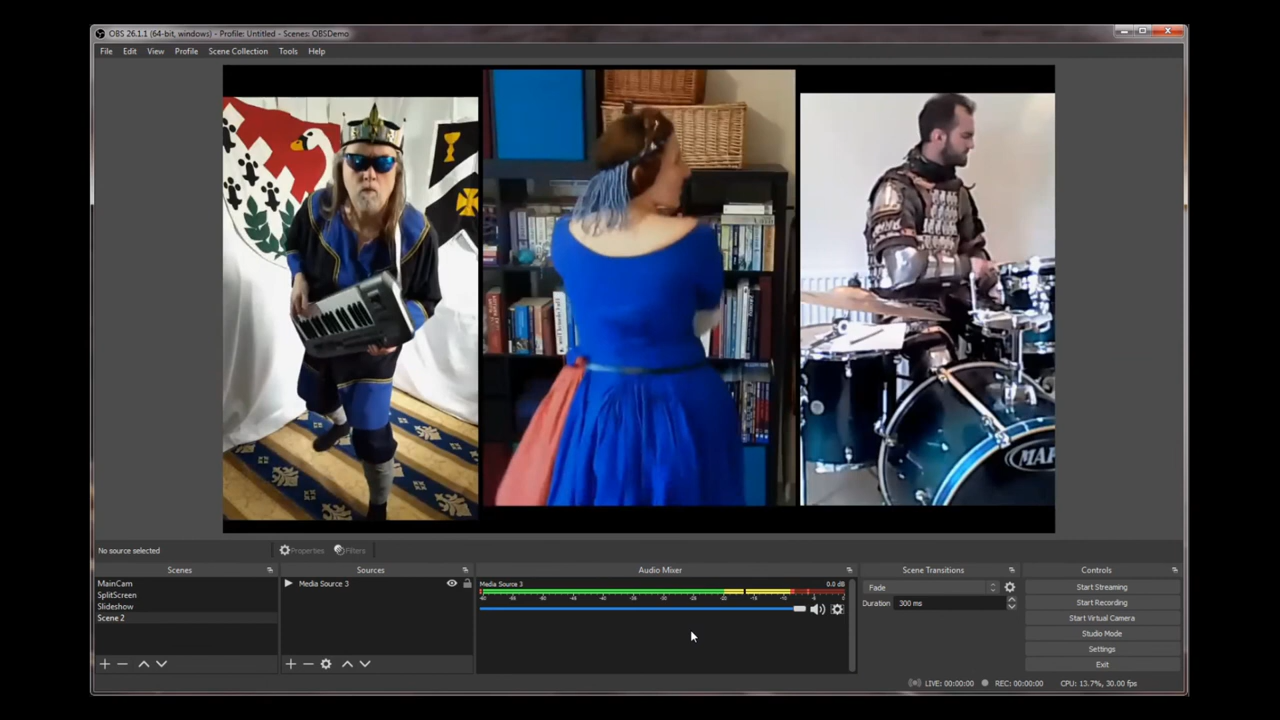 OBS 26.1.1 (64-bit, windows) - Profile: Untitled - Scenes: OBSDemo
File Edit View Profile Scene Collection Tools Help
No source selected
Properties
Filters
Scenes
MainCam
SplitScreen
Slideshow
Scene 2
Sources
Media Source 3
Audio Mixer
Media Source 3
0.0 dB
Scene Transitions
Fade
Duration 300 ms
Controls
Start Streaming
Start Recording
Start Virtual Camera
Studio Mode
Settings
Exit
LIVE: 00:00:00
REC: 00:00:00
CPU: 13.7%, 30.00 fps